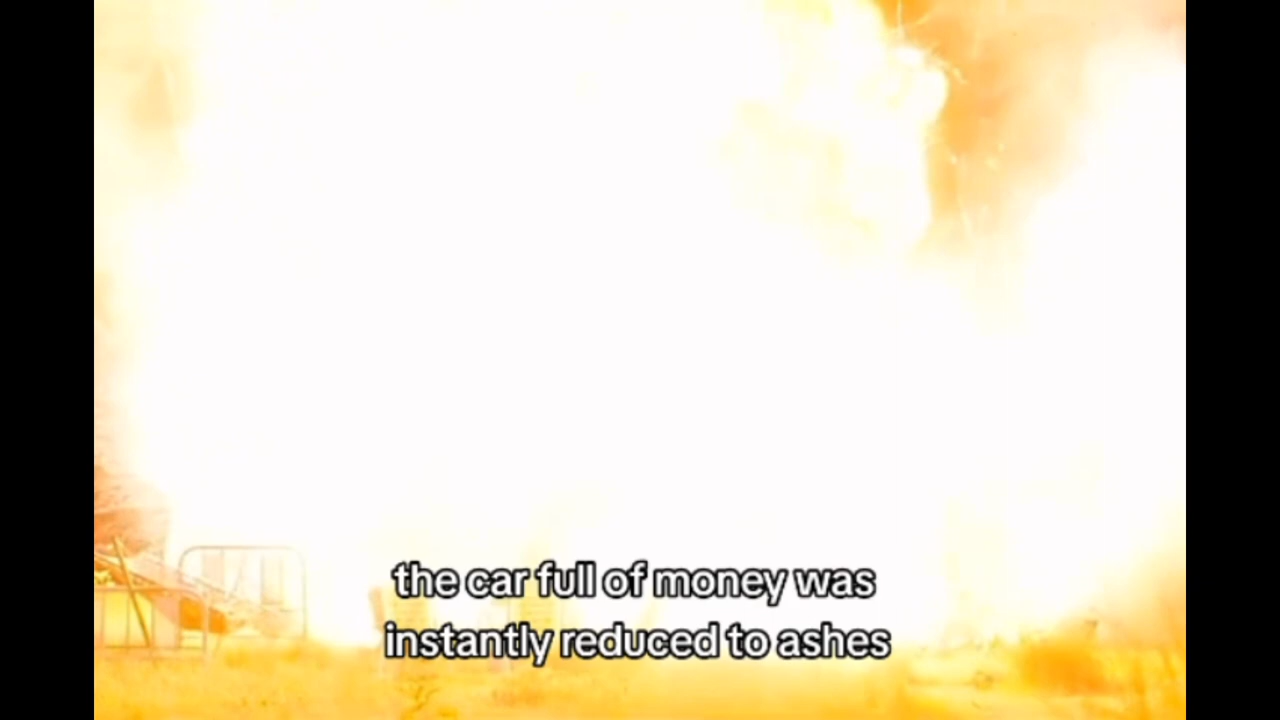 the car full of money was
instantly reduced to ashes